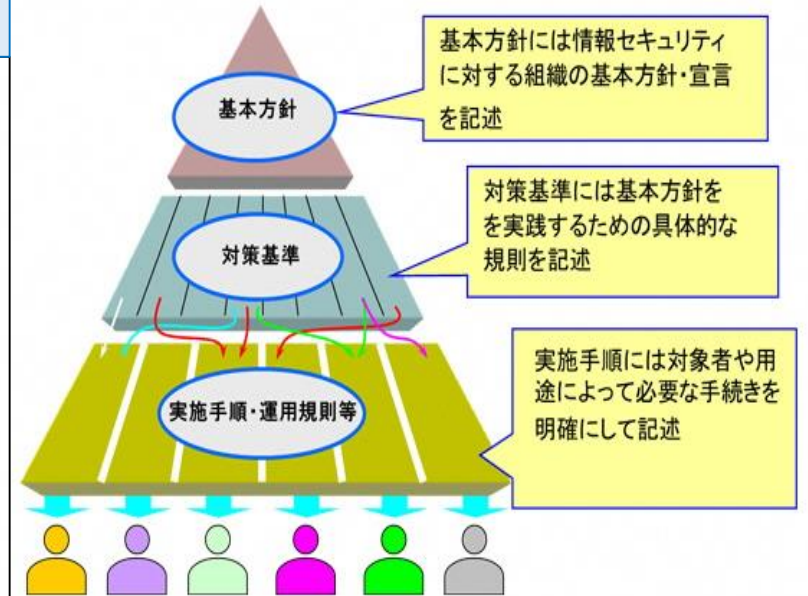 基本方針
基本方針には情報セキュリティ
に対する組織の基本方針・宣言
を記述
対策基準
対策基準には基本方針を
を実践するための具体的な
規則を記述
実施手順・運用規則等
実施手順には対象者や用
途によって必要な手続きを
明確にして記述